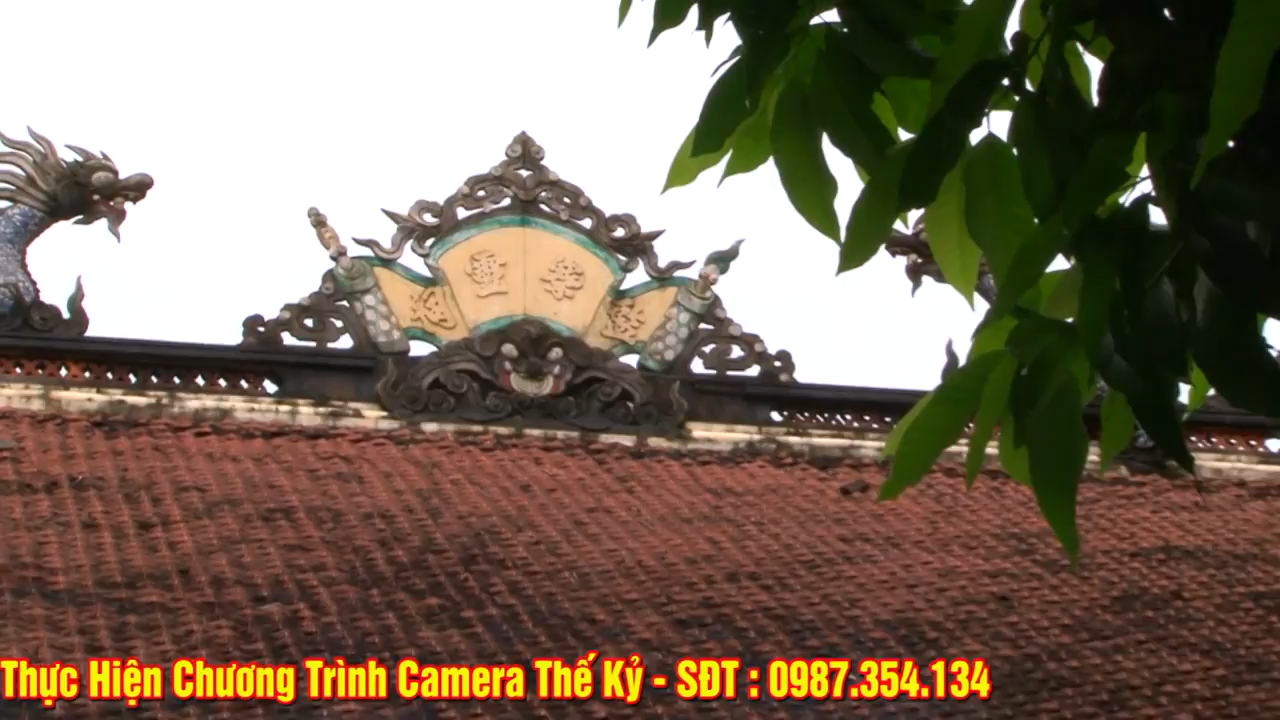 Thực Hiện Chương Trình Camera Thế Kỷ - SĐT : 0987.354.134